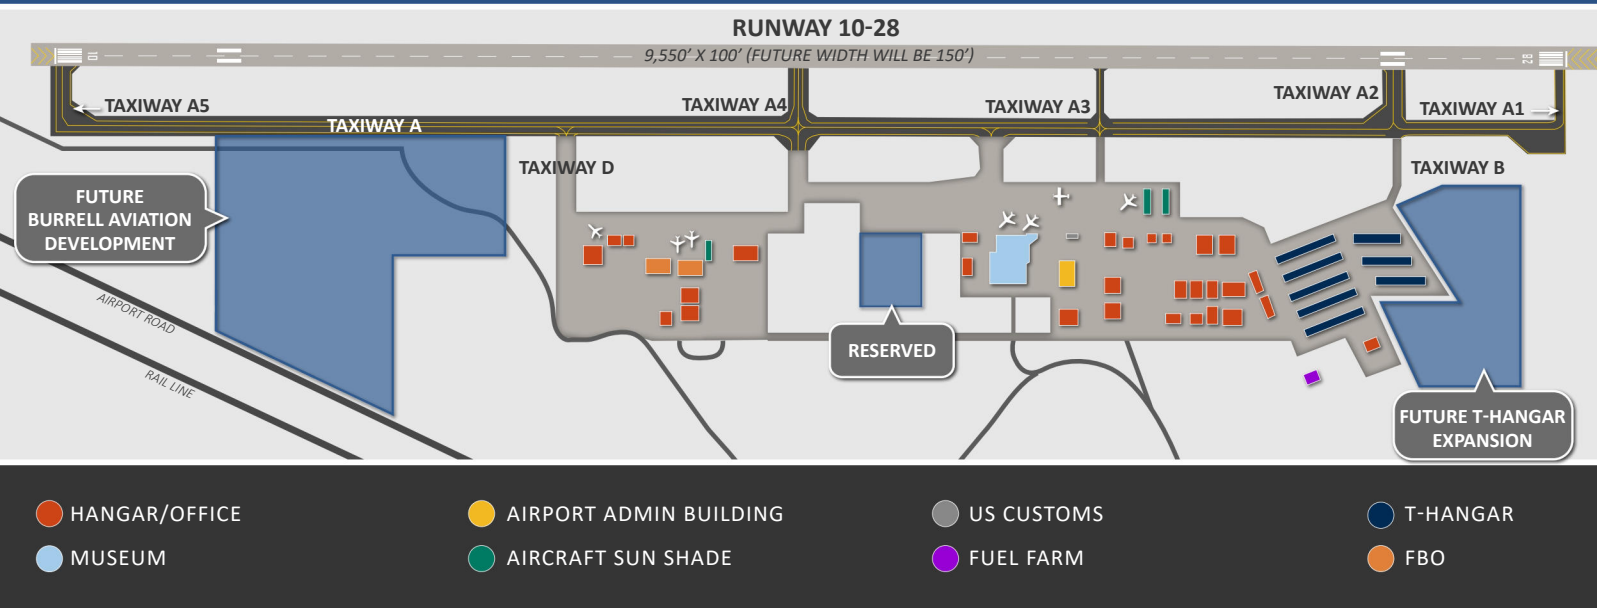 RUNWAY 10-28
9,550' X 100' (FUTURE WIDTH WILL BE 150')
10
28
TAXIWAY A5
TAXIWAY A4
TAXIWAY A3
TAXIWAY A2
TAXIWAY A1
TAXIWAY A
TAXIWAY D
TAXIWAY B
FUTURE
BURRELL AVIATION
DEVELOPMENT
AIRPORT ROAD
RAIL LINE
RESERVED
FUTURE T-HANGAR
EXPANSION
HANGAR/OFFICE
AIRPORT ADMIN BUILDING
US CUSTOMS
T-HANGAR
MUSEUM
AIRCRAFT SUN SHADE
FUEL FARM
FBO